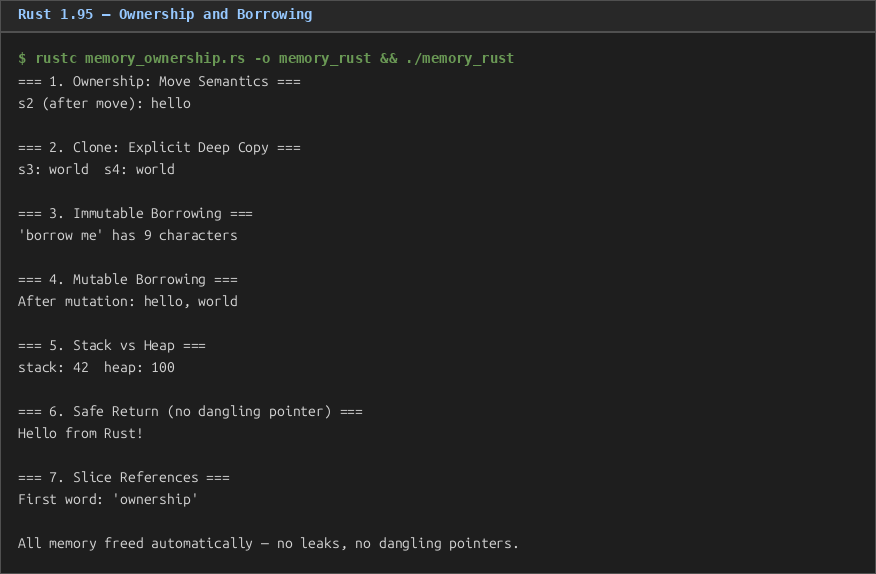 Rust 1.95 — Ownership and Borrowing
$ rustc memory_ownership.rs -o memory_rust && ./memory_rust
=== 1. Ownership: Move Semantics ===
s2 (after move): hello
=== 2. Clone: Explicit Deep Copy ===
s3: world  s4: world
=== 3. Immutable Borrowing ===
'borrow me' has 9 characters
=== 4. Mutable Borrowing ===
After mutation: hello, world
=== 5. Stack vs Heap ===
stack: 42  heap: 100
=== 6. Safe Return (no dangling pointer) ===
Hello from Rust!
=== 7. Slice References ===
First word: 'ownership'
All memory freed automatically — no leaks, no dangling pointers.